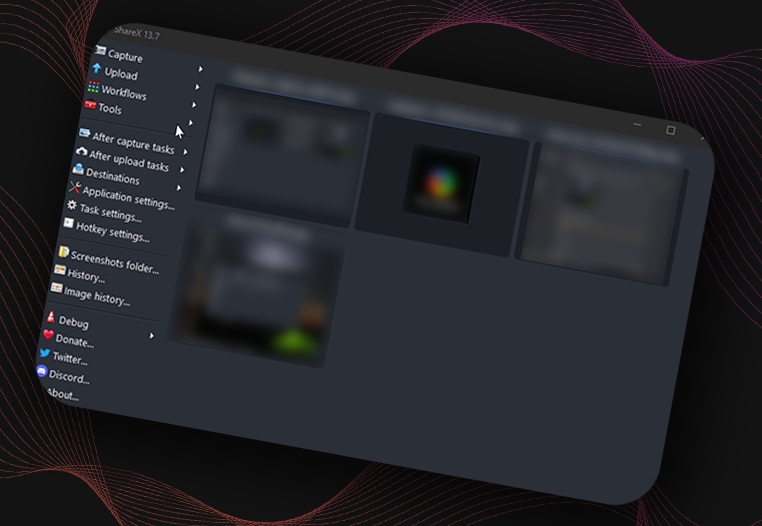 ShareX 13.7
Capture
Upload
Workflows
Tools
After capture tasks
After upload tasks
Destinations
Application settings...
Task settings...
Hotkey settings...
Screenshots folder...
History...
Image history...
Debug
Donate...
Twitter...
Discord...
About...